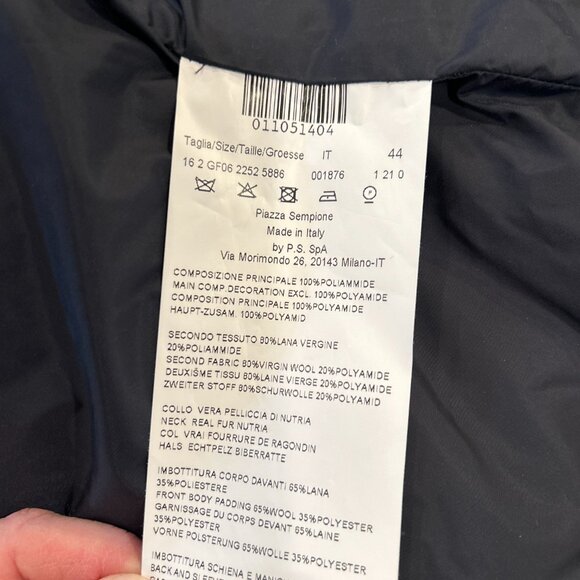 011051404
Taglia/Size/Taille/Groesse IT 44
16 2 GF06 2252 5886 001876 1 21 0
Piazza Sempione
Made in Italy
by P.S. SpA
Via Morimondo 26, 20143 Milano-IT
COMPOSIZIONE PRINCIPALE 100%POLIAMMIDE
MAIN COMP.DECORATION EXCL. 100%POLYAMIDE
COMPOSITION PRINCIPALE 100%POLYAMIDE
HAUPT-ZUSAM. 100%POLYAMID
SECONDO TESSUTO 80%LANA VERGINE
20%POLIAMMIDE
SECOND FABRIC 80%VIRGIN WOOL 20%POLYAMIDE
DEUXIÈME TISSU 80%LAINE VIERGE 20%POLYAMIDE
ZWEITER STOFF 80%SCHURWOLLE 20%POLYAMID
COLLO VERA PELLICCIA DI NUTRIA
NECK REAL FUR NUTRIA
COL VRAI FOURRURE DE RAGONDIN
HALS ECHTPELZ BIBERRATTE
IMBOTTITURA CORPO DAVANTI 65%LANA
35%POLIESTERE
FRONT BODY PADDING 65%WOOL 35%POLYESTER
GARNISSAGE DU CORPS DEVANT 65%LAINE
35%POLYESTER
VORNE POLSTERUNG 65%WOLLE 35%POLYESTER
IMBOTTITURA SCHIENA E
BACK AND